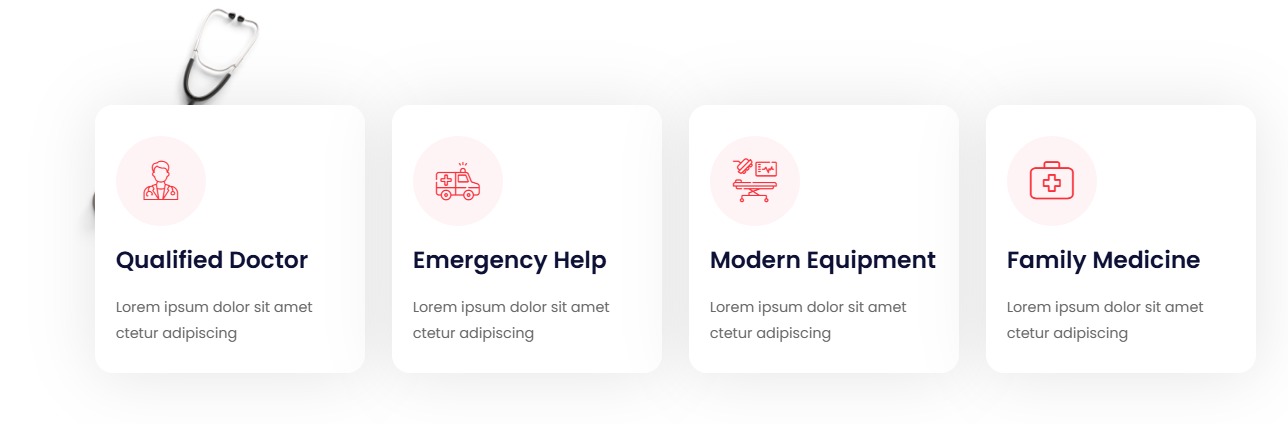 Qualified Doctor
Lorem ipsum dolor sit amet
ctetur adipiscing
Emergency Help
Lorem ipsum dolor sit amet
ctetur adipiscing
Modern Equipment
Lorem ipsum dolor sit amet
ctetur adipiscing
Family Medicine
Lorem ipsum dolor sit amet
ctetur adipiscing